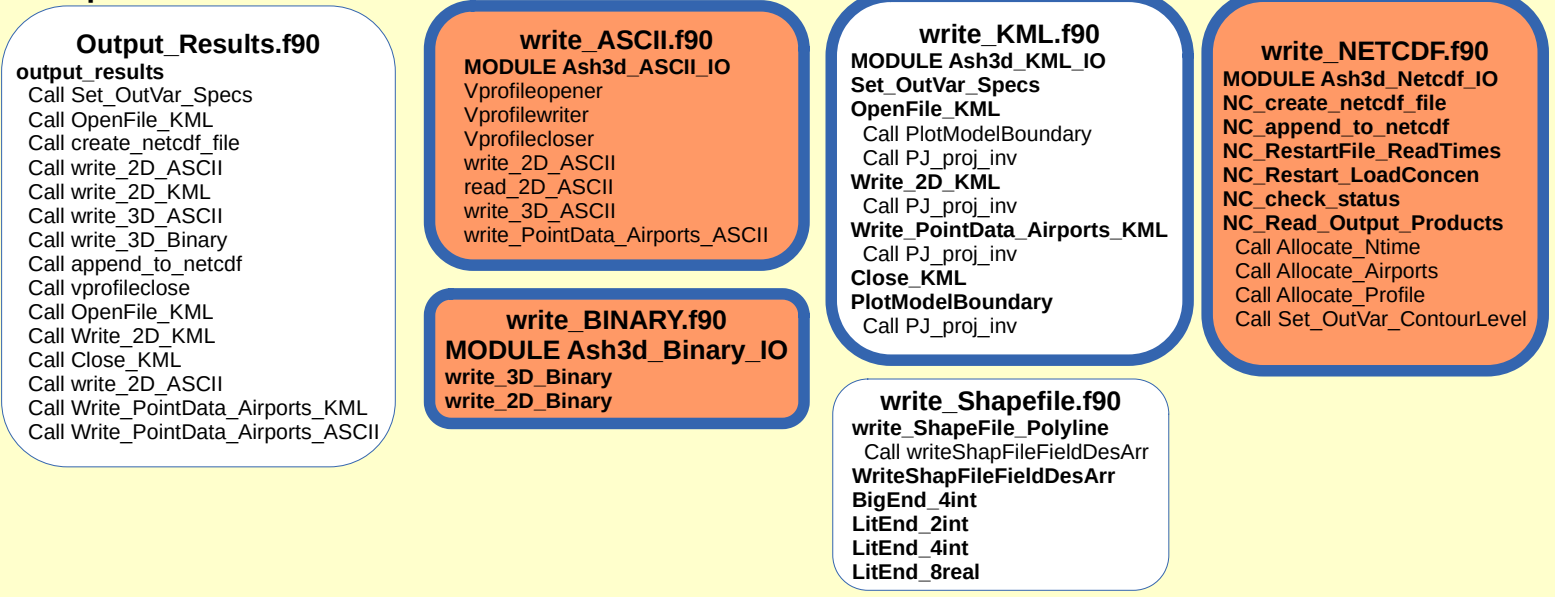 Output_Results.f90
output_results
Call Set_OutVar_Specs
Call OpenFile_KML
Call create_netcdf_file
Call write_2D_ASCII
Call write_2D_KML
Call write_3D_ASCII
Call write_3D_Binary
Call append_to_netcdf
Call vprofileclose
Call OpenFile_KML
Call Write_2D_KML
Call Close_KML
Call write_2D_ASCII
Call Write_PointData_Airports_KML
Call Write_PointData_Airports_ASCII
write_ASCII.f90
MODULE Ash3d_ASCII_IO
Vprofileopener
Vprofilewriter
Vprofilecloser
write_2D_ASCII
read_2D_ASCII
write_3D_ASCII
write_PointData_Airports_ASCII
write_BINARY.f90
MODULE Ash3d_Binary_IO
write_3D_Binary
write_2D_Binary
write_KML.f90
MODULE Ash3d_KML_IO
Set_OutVar_Specs
OpenFile_KML
Call PlotModelBoundary
Call PJ_proj_inv
Write_2D_KML
Call PJ_proj_inv
Write_PointData_Airports_KML
Call PJ_proj_inv
Close_KML
PlotModelBoundary
Call PJ_proj_inv
write_Shapefile.f90
write_ShapeFile_Polyline
Call writeShapFileFieldDesArr
WriteShapFileFieldDesArr
BigEnd_4int
LitEnd_2int
LitEnd_4int
LitEnd_8real
write_NETCDF.f90
MODULE Ash3d_Netcdf_IO
NC_create_netcdf_file
NC_append_to_netcdf
NC_RestartFile_ReadTimes
NC_Restart_LoadConcen
NC_check_status
NC_Read_Output_Products
Call Allocate_Ntime
Call Allocate_Airports
Call Allocate_Profile
Call Set_OutVar_ContourLevel